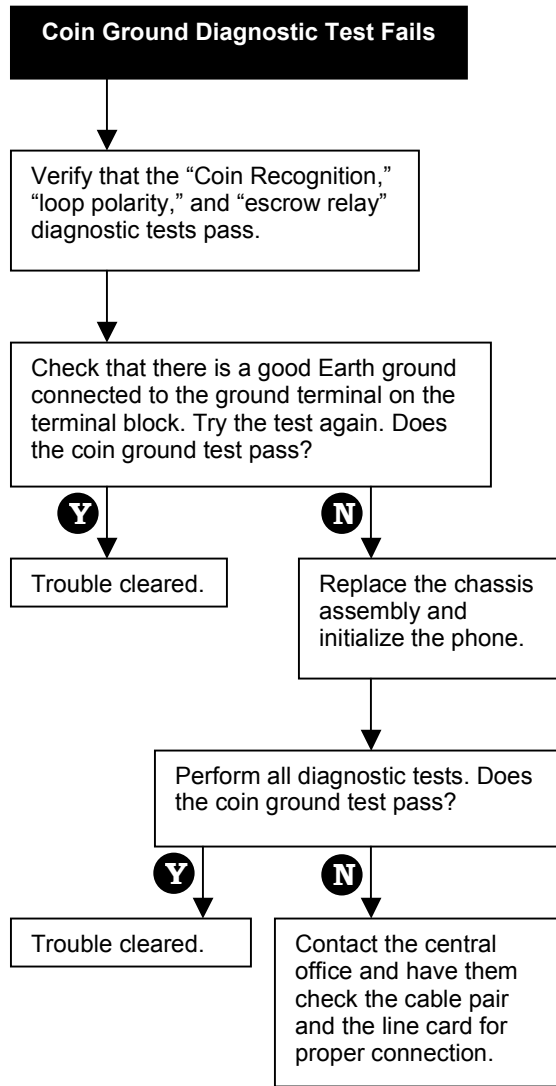 Coin Ground Diagnostic Test Fails
Verify that the “Coin Recognition,”
“loop polarity,” and “escrow relay”
diagnostic tests pass.
Check that there is a good Earth ground
connected to the ground terminal on the
terminal block. Try the test again. Does
the coin ground test pass?
Y
N
Trouble cleared.
Replace the chassis
assembly and
initialize the phone.
Perform all diagnostic tests. Does
the coin ground test pass?
Y
N
Trouble cleared.
Contact the central
office and have them
check the cable pair
and the line card for
proper connection.